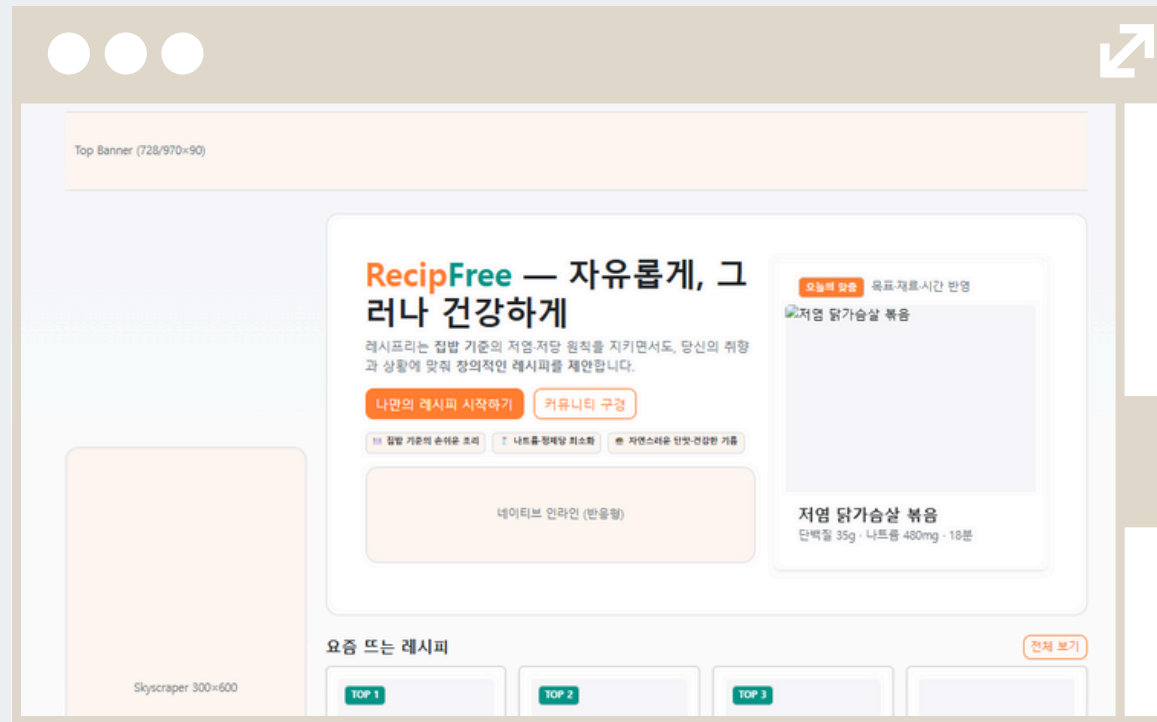 Top Banner (728/970×90)
RecipFree — 자유롭게, 그
러나 건강하게
레시프리는 집밥 기준의 저염·저당 원칙을 지키면서도, 당신의 취향
과 상황에 맞춰 창의적인 레시피를 제안합니다.
나만의 레시피 시작하기
커뮤니티 구경
집밥 기준의 손쉬운 조리
나트륨·정제당 최소화
자연스러운 단맛·건강한 기름
네이티브 인라인 (반응형)
오늘의 맞춤
목표·재료·시간 반영
저염 닭가슴살 볶음
저염 닭가슴살 볶음
단백질 35g · 나트륨 480mg · 18분
Skyscraper 300×600
요즘 뜨는 레시피
전체 보기
TOP 1
TOP 2
TOP 3